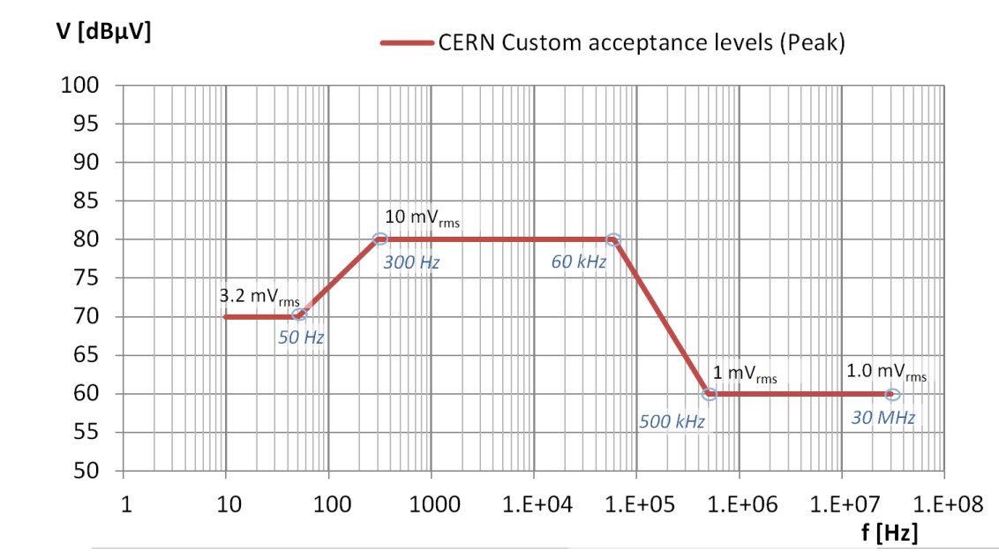 V [dBµV]
CERN Custom acceptance levels (Peak)
100
95
90
85
80
75
70
65
60
55
50
10 mVrms
300 Hz
60 kHz
3.2 mVrms
50 Hz
1 mVrms
1.0 mVrms
500 kHz
30 MHz
1 10 100 1000 1.E+04 1.E+05 1.E+06 1.E+07 1.E+08
f [Hz]